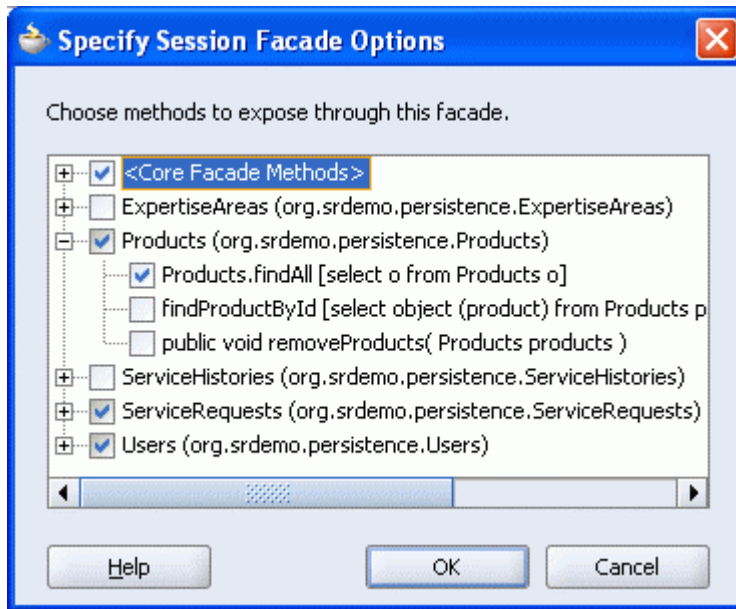 Specify Session Facade Options
Choose methods to expose through this facade.
<Core Facade Methods>
ExpertiseAreas (org.srdemo.persistence.ExpertiseAreas)
Products (org.srdemo.persistence.Products)
Products.findAll [select o from Products o]
findProductById [select object (product) from Products p
public void removeProducts( Products products )
ServiceHistories (org.srdemo.persistence.ServiceHistories)
ServiceRequests (org.srdemo.persistence.ServiceRequests)
Users (org.srdemo.persistence.Users)
Help OK Cancel